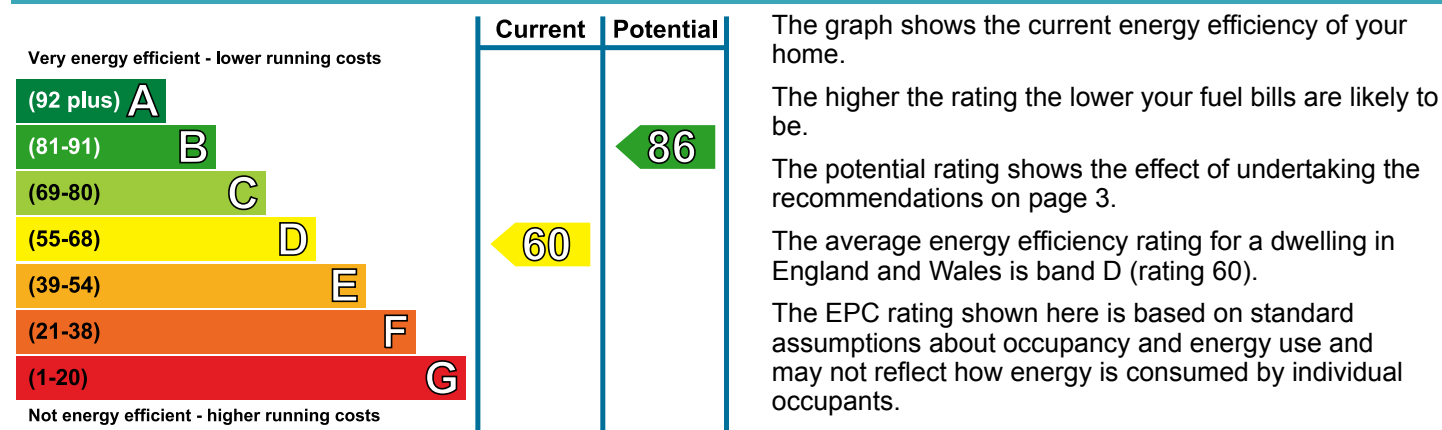 Current Potential
Very energy efficient - lower running costs
(92 plus) A
(81-91) B
86
(69-80) C
(55-68) D
60
(39-54) E
(21-38) F
(1-20) G
Not energy efficient - higher running costs
The graph shows the current energy efficiency of your
home.
The higher the rating the lower your fuel bills are likely to
be.
The potential rating shows the effect of undertaking the
recommendations on page 3.
The average energy efficiency rating for a dwelling in
England and Wales is band D (rating 60).
The EPC rating shown here is based on standard
assumptions about occupancy and energy use and
may not reflect how energy is consumed by individual
occupants.